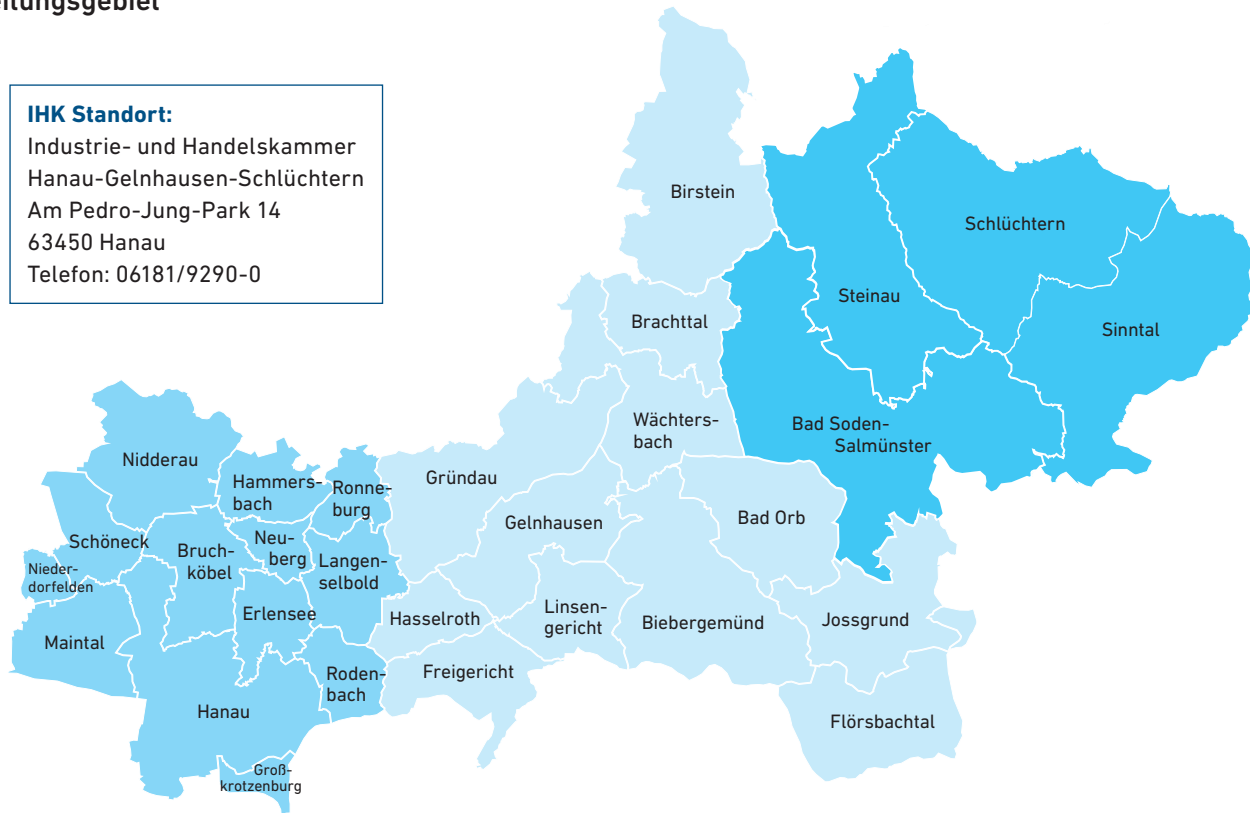 IHK Standort:
Industrie- und Handelskammer
Hanau-Gelnhausen-Schlüchtern
Am Pedro-Jung-Park 14
63450 Hanau
Telefon: 06181/9290-0
Birstein
Schlüchtern
Steinau
Brachttal
Sinntal
Wächters-
bach
Bad Soden-
Salmünster
Nidderau
Hammers-
bach
Ronne-
burg
Gründau
Gelnhausen
Bad Orb
Schöneck
Bruch-
köbel
Neu-
berg
Langen-
selbold
Nieder-
dorfelden
Erlensee
Hasselroth
Linsen-
gericht
Biebergemünd
Jossgrund
Maintal
Roden-
bach
Freigericht
Hanau
Flörsbachtal
Groß-
krotzenburg